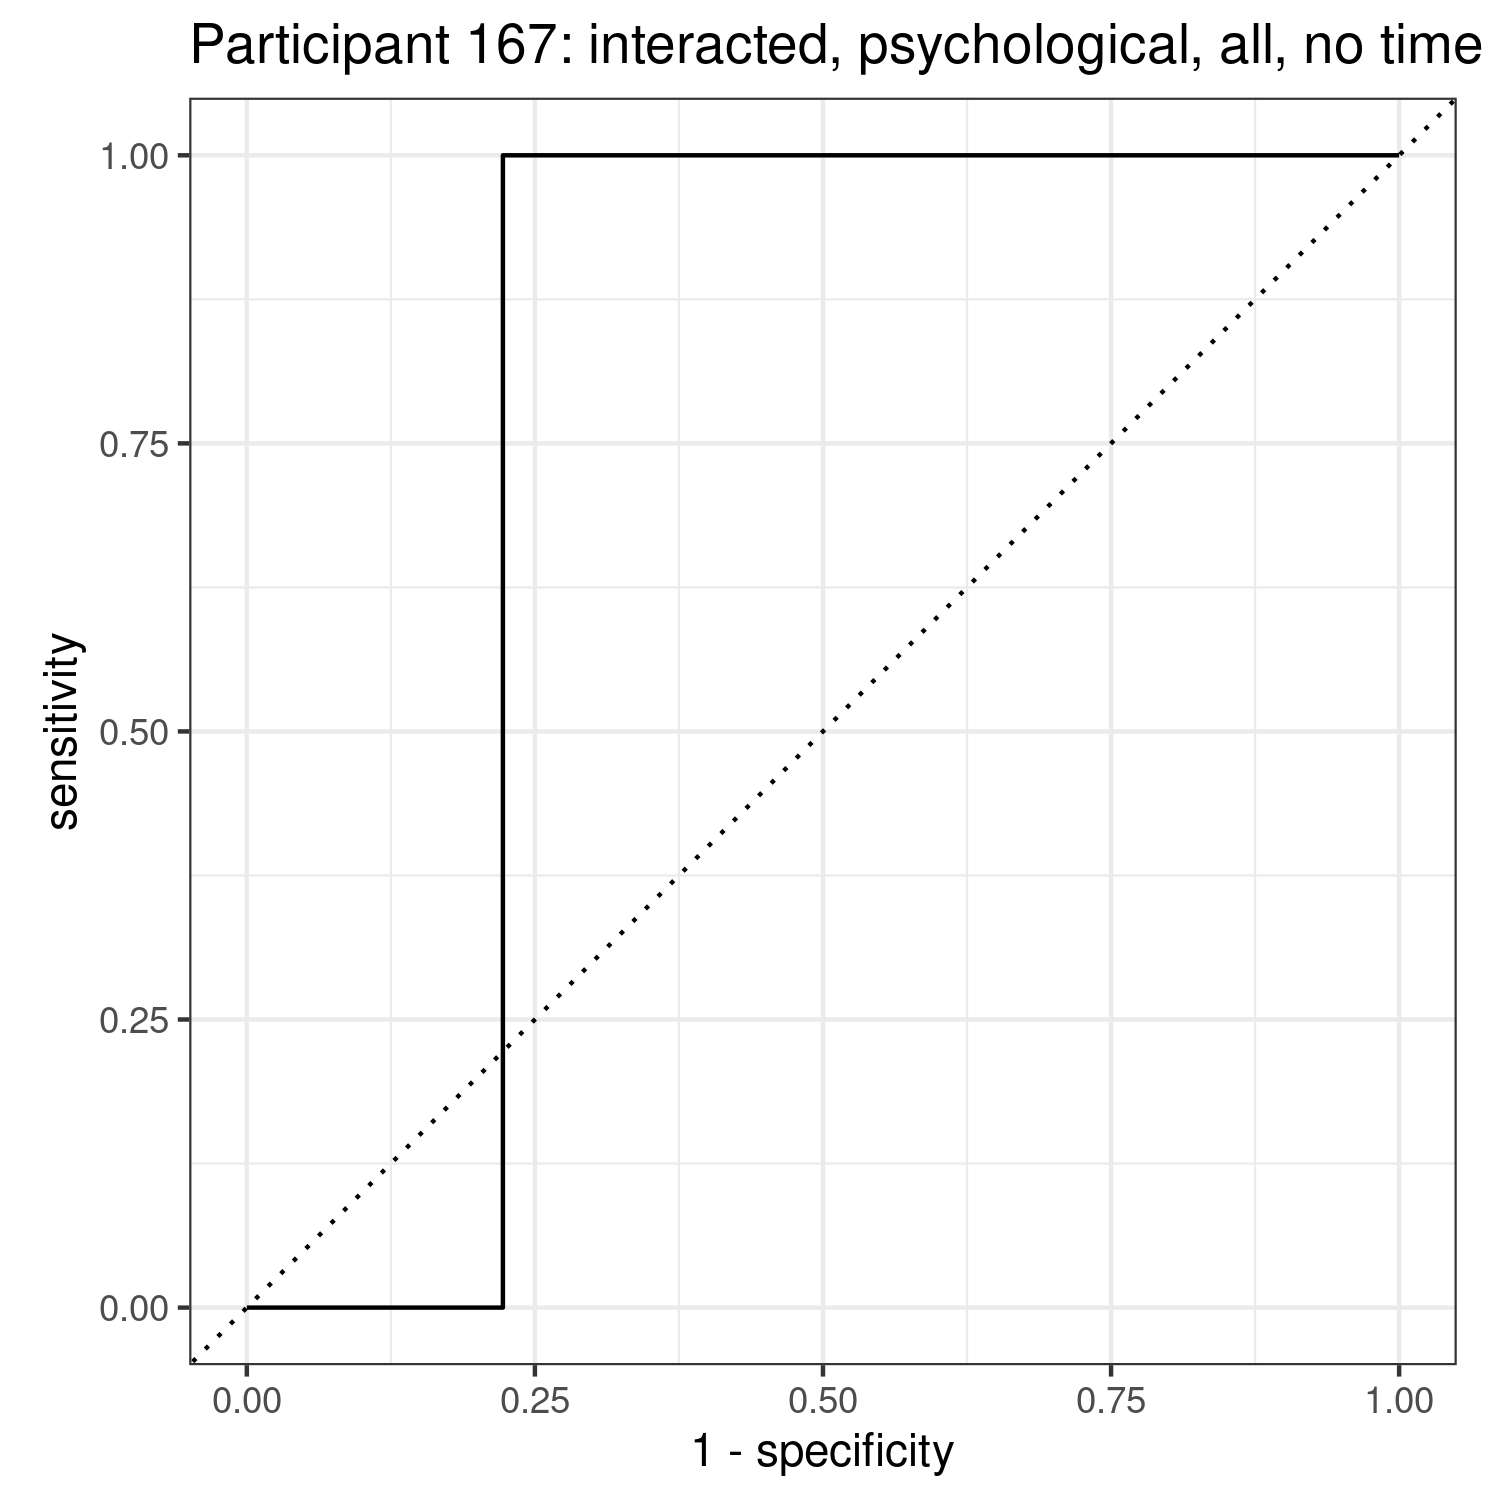 Participant 167: interacted, psychological, all, no time
1.00
0.75
0.50
0.25
0.00
sensitivity
0.00 0.25 0.50 0.75 1.00
1 - specificity